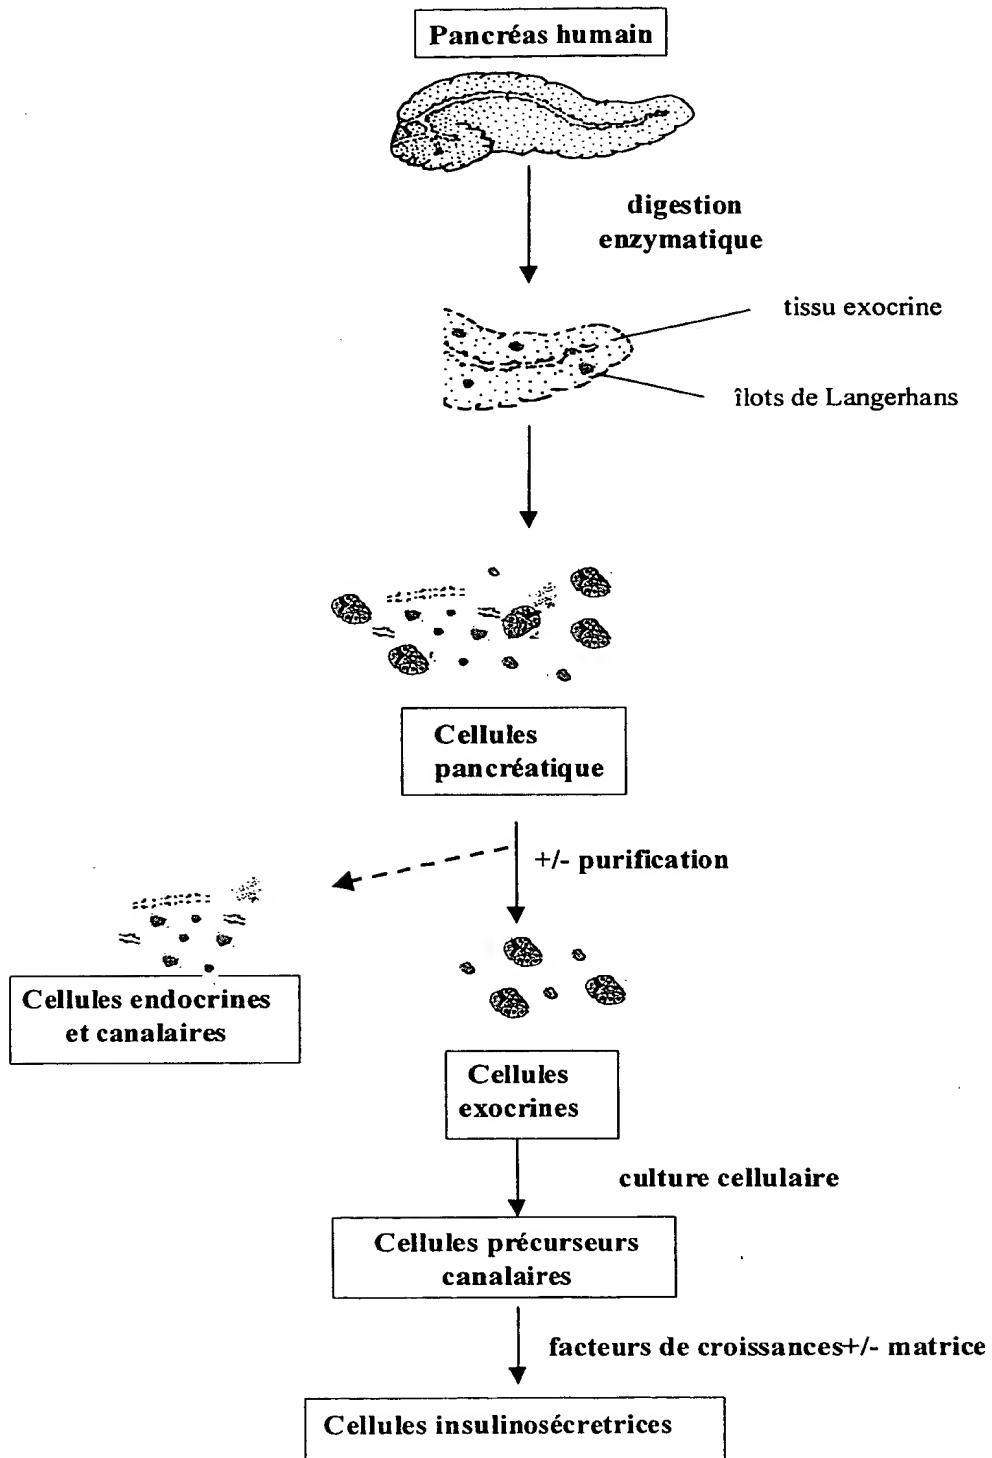 Pancréas humain
digestion
enzymatique
tissu exocrine
îlots de Langerhans
Cellules
pancréatique
+/- purification
Cellules endocrines
et canalaires
Cellules
exocrines
culture cellulaire
Cellules précurseurs
canalaires
facteurs de croissances+/- matrice
Cellules insulinosécretrices